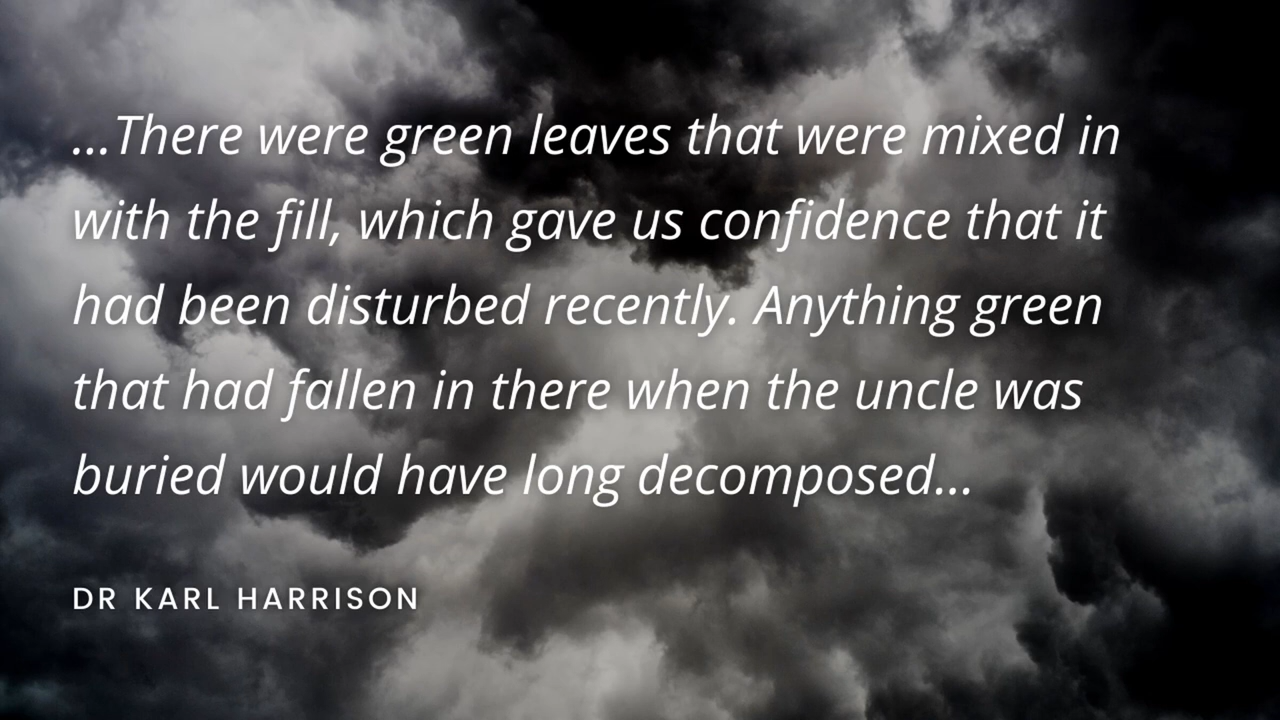 ...There were green leaves that were mixed in
with the fill, which gave us confidence that it
had been disturbed recently. Anything green
that had fallen in there when the uncle was
buried would have long decomposed...
DR KARL HARRISON